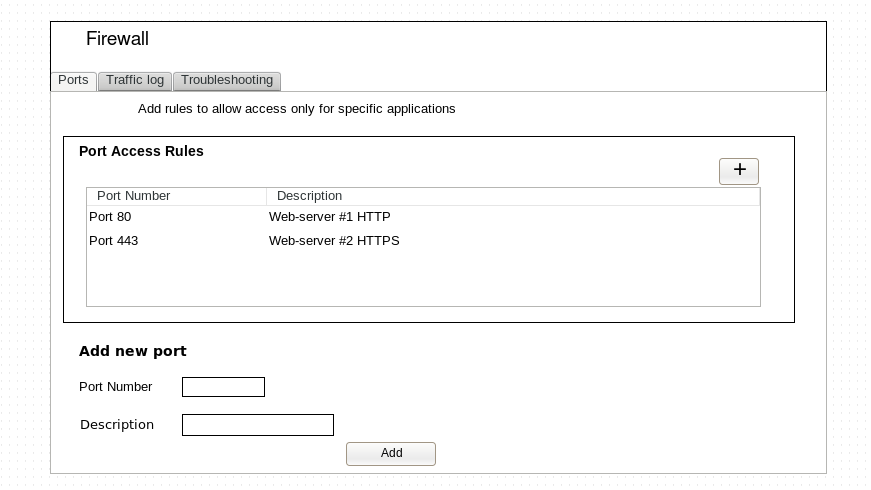 Firewall
Ports Traffic log Troubleshooting
Add rules to allow access only for specific applications
Port Access Rules
+
Port Number Description
Port 80 Web-server #1 HTTP
Port 443 Web-server #2 HTTPS
Add new port
Port Number
Description
Add